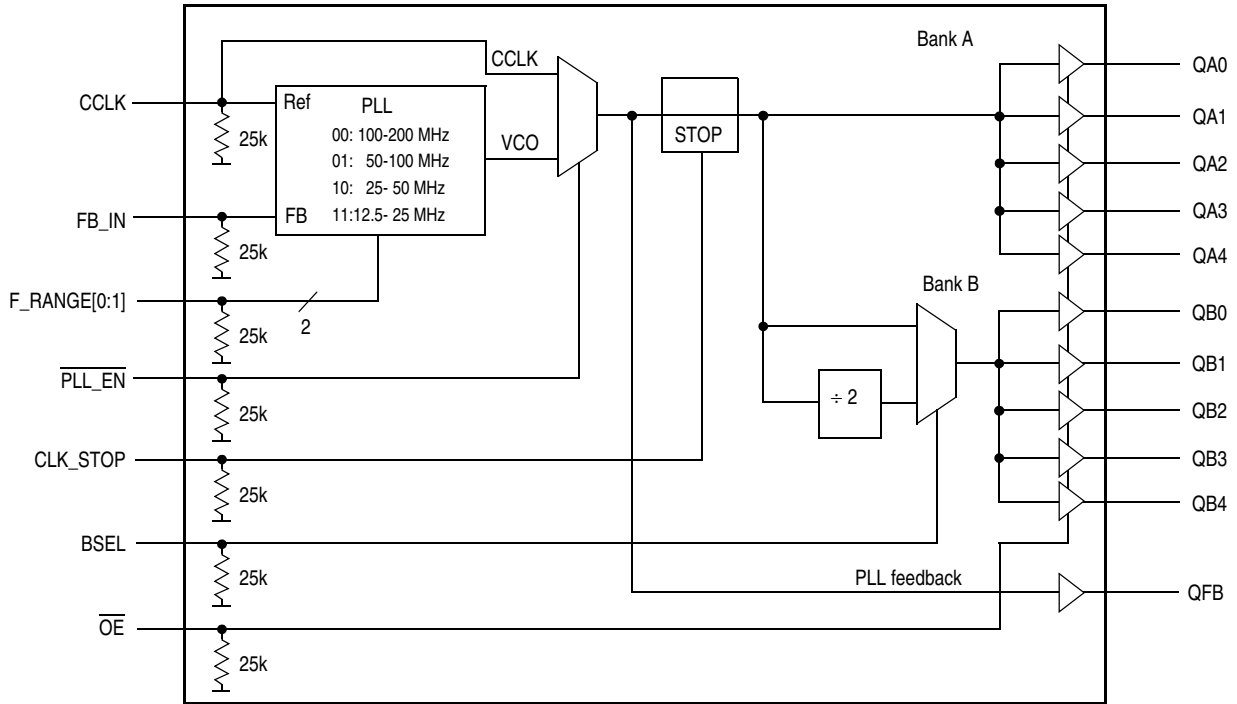 Bank A
CCLK
QA0
CCLK
Ref
PLL
25k
00: 100-200 MHz
01: 50-100 MHz
10: 25- 50 MHz
11:12.5- 25 MHz
VCO
STOP
QA1
QA2
FB_IN
FB
25k
QA3
QA4
F_RANGE[0:1]
2
25k
Bank B
QB0
PLL_EN
25k
÷ 2
QB1
QB2
CLK_STOP
25k
QB3
QB4
BSEL
25k
PLL feedback
QFB
OE
25k